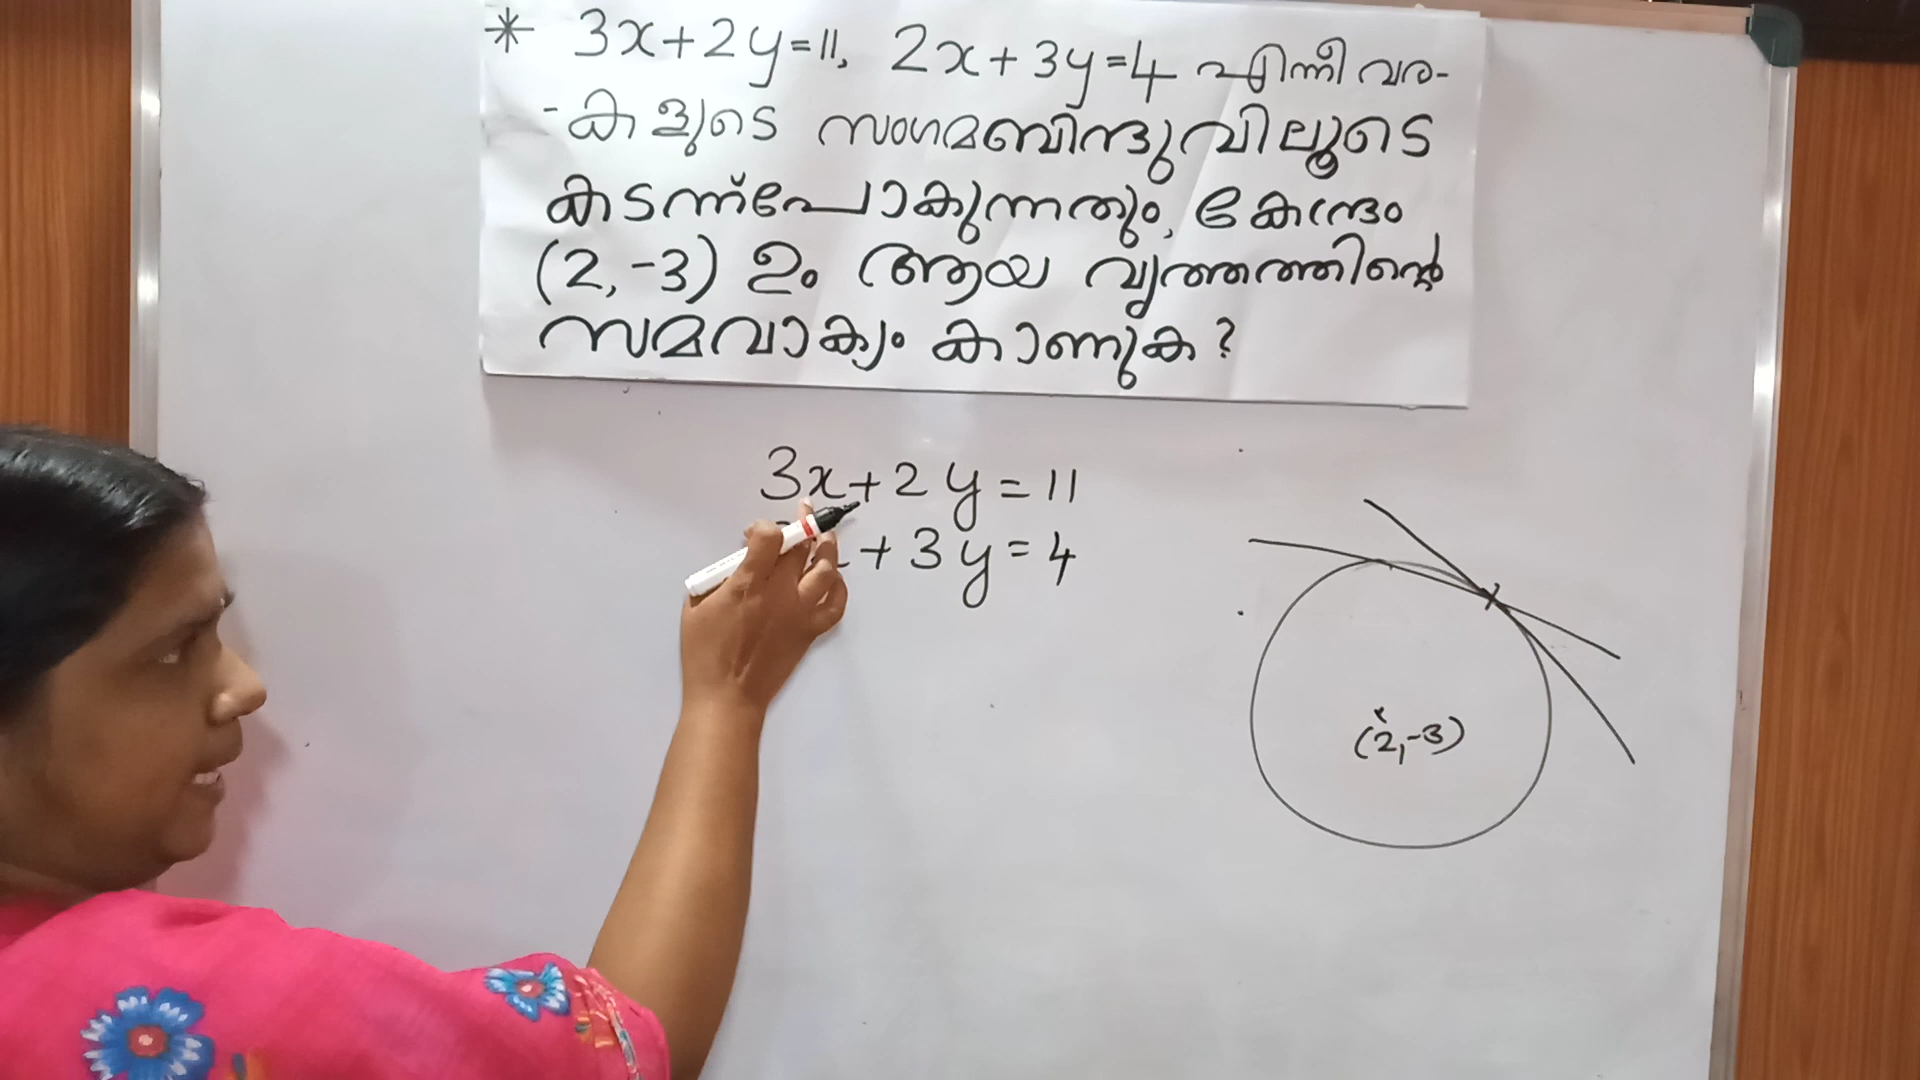 * 3x+2y=11, 2x+3y=4 എന്നീ വര-
-കളുടെ സംഗമബിന്ദുവിലൂടെ
കടന്ന്പോകുന്നതും, കേന്ദ്രം
(2,-3) ഉം ആയ വൃത്തത്തിന്റെ
സമവാക്യം കാണുക?
3x+2y=11
+3y=4
(2,-3)